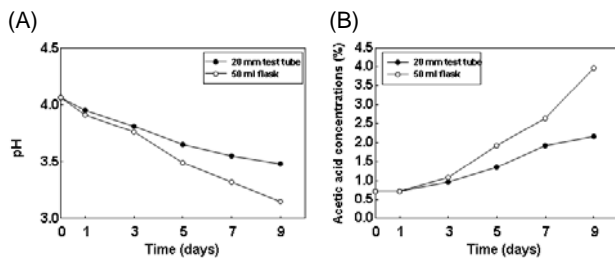 (A)
4.5
4.0
3.5
3.0
pH
20 mm test tube
50 ml flask
0 1 3 5 7 9
Time (days)
(B)
4.5
4.0
3.5
3.0
2.5
2.0
1.5
1.0
0.5
0.0
Acetic acid concentrations (%)
20 mm test tube
50 ml flask
0 1 3 5 7 9
Time (days)